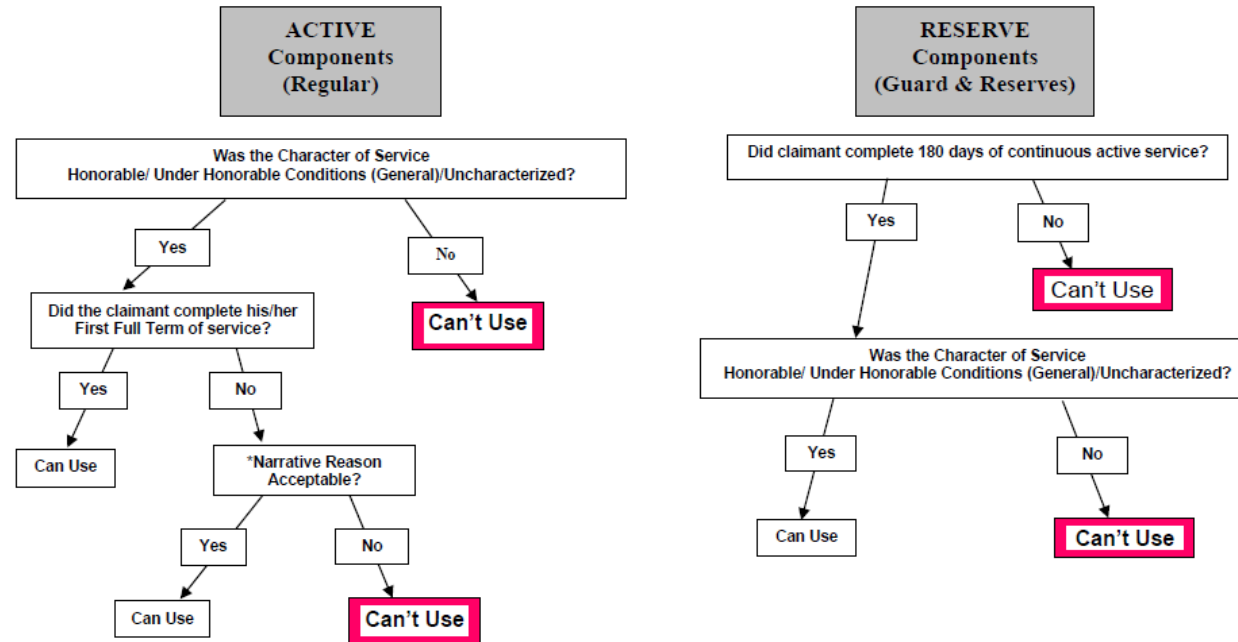 ACTIVE
Components
(Regular)
Was the Character of Service
Honorable/ Under Honorable Conditions (General)/Uncharacterized?
Yes
No
Did the claimant complete his/her
First Full Term of service?
Can't Use
Yes
No
Can Use
*Narrative Reason
Acceptable?
Yes
No
Can Use
Can't Use
RESERVE
Components
(Guard & Reserves)
Did claimant complete 180 days of continuous active service?
Yes
No
Can't Use
Was the Character of Service
Honorable/ Under Honorable Conditions (General)/Uncharacterized?
Yes
No
Can Use
Can't Use